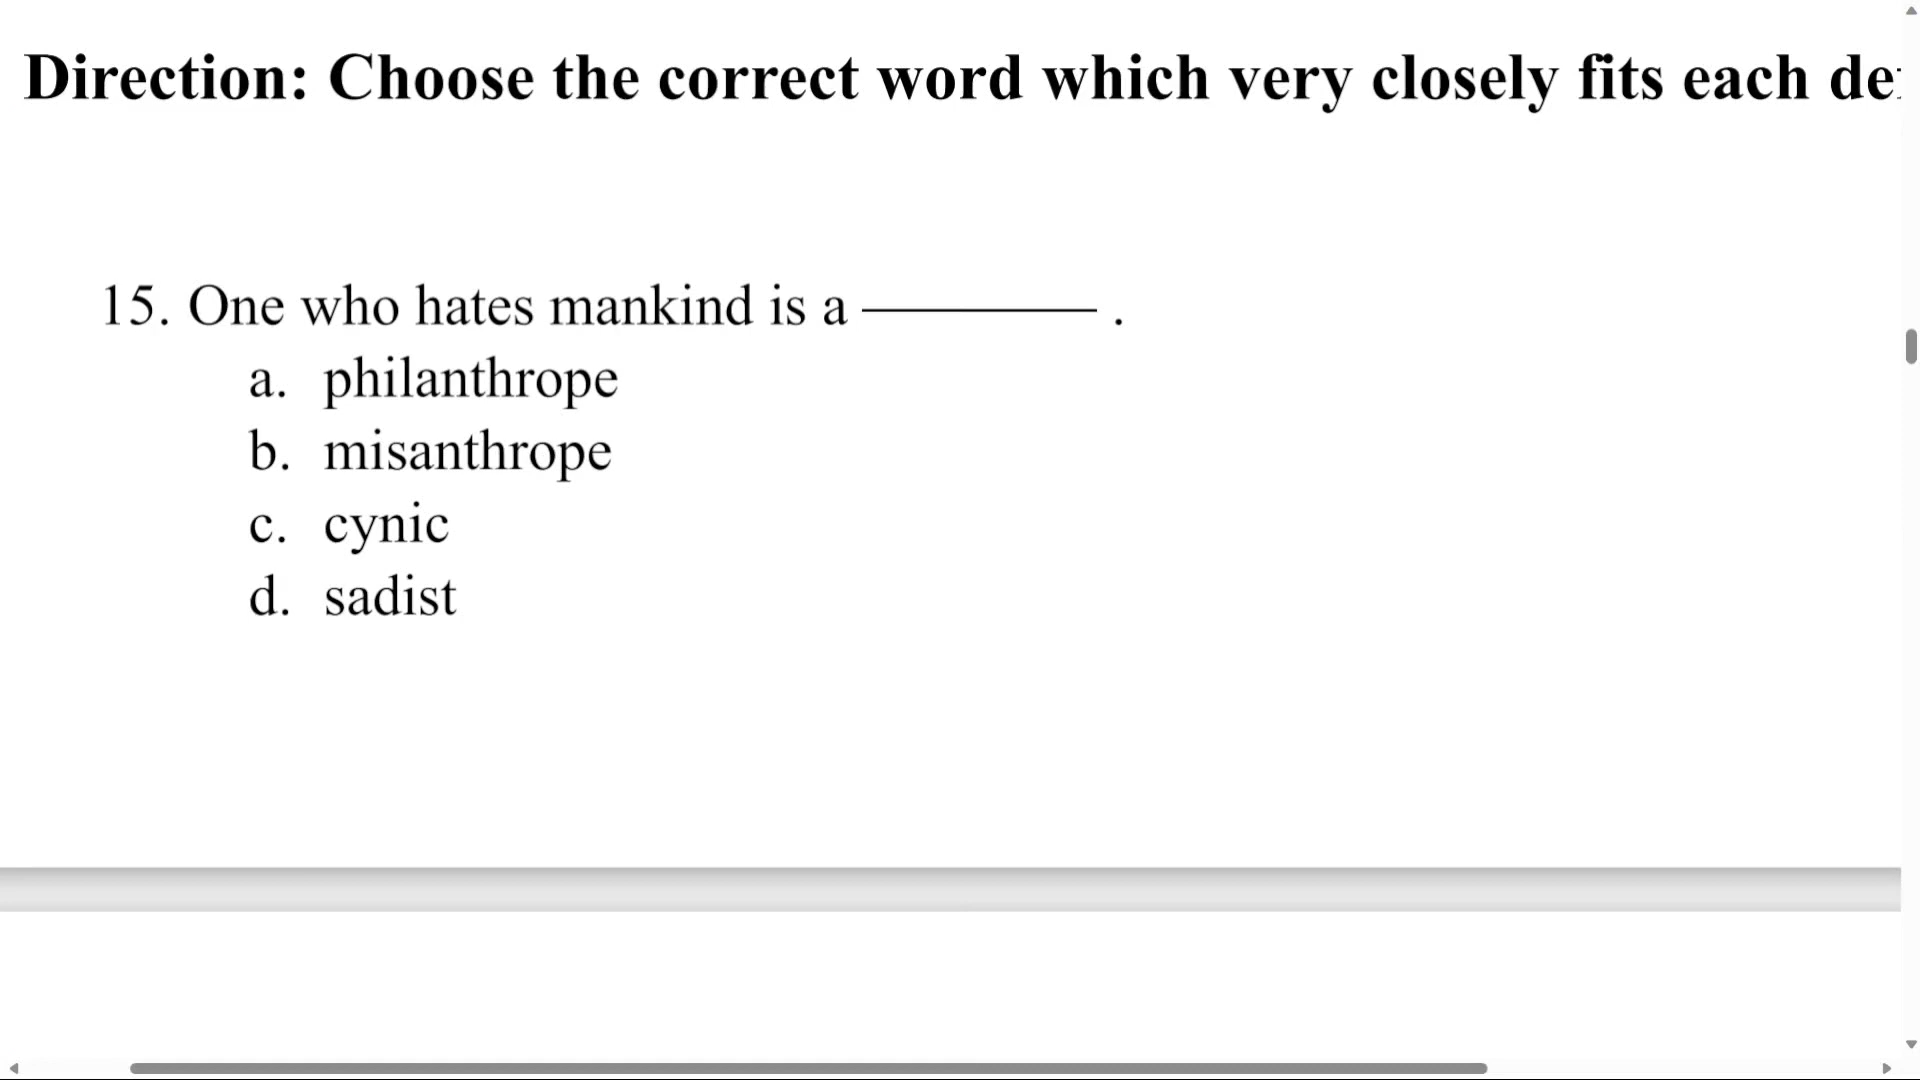 Direction: Choose the correct word which very closely fits each
15. One who hates mankind is a ———— .
a. philanthrope
b. misanthrope
c. cynic
d. sadist